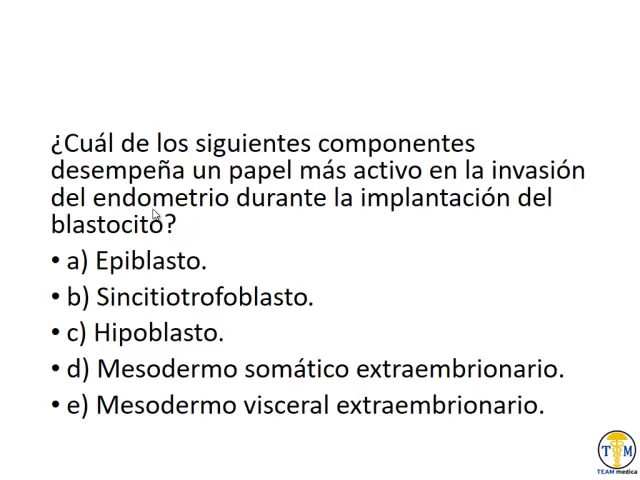 ¿Cuál de los siguientes componentes
desempeña un papel más activo en la invasión
del endometrio durante la implantación del
blastocito?
• a) Epiblasto.
• b) Sincitiotrofoblasto.
• c) Hipoblasto.
• d) Mesodermo somático extraembrionario.
• e) Mesodermo visceral extraembrionario.
T M
TEAM medica